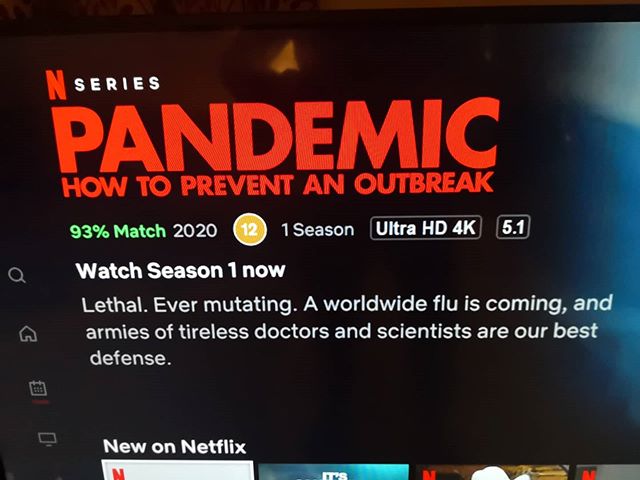 N SERIES
PANDEMIC
HOW TO PREVENT AN OUTBREAK
93% Match 2020 12 1 Season Ultra HD 4K 5.1
Watch Season 1 now
Lethal. Ever mutating. A worldwide flu is coming, and
armies of tireless doctors and scientists are our best
defense.
New on Netflix
N IT'S N N